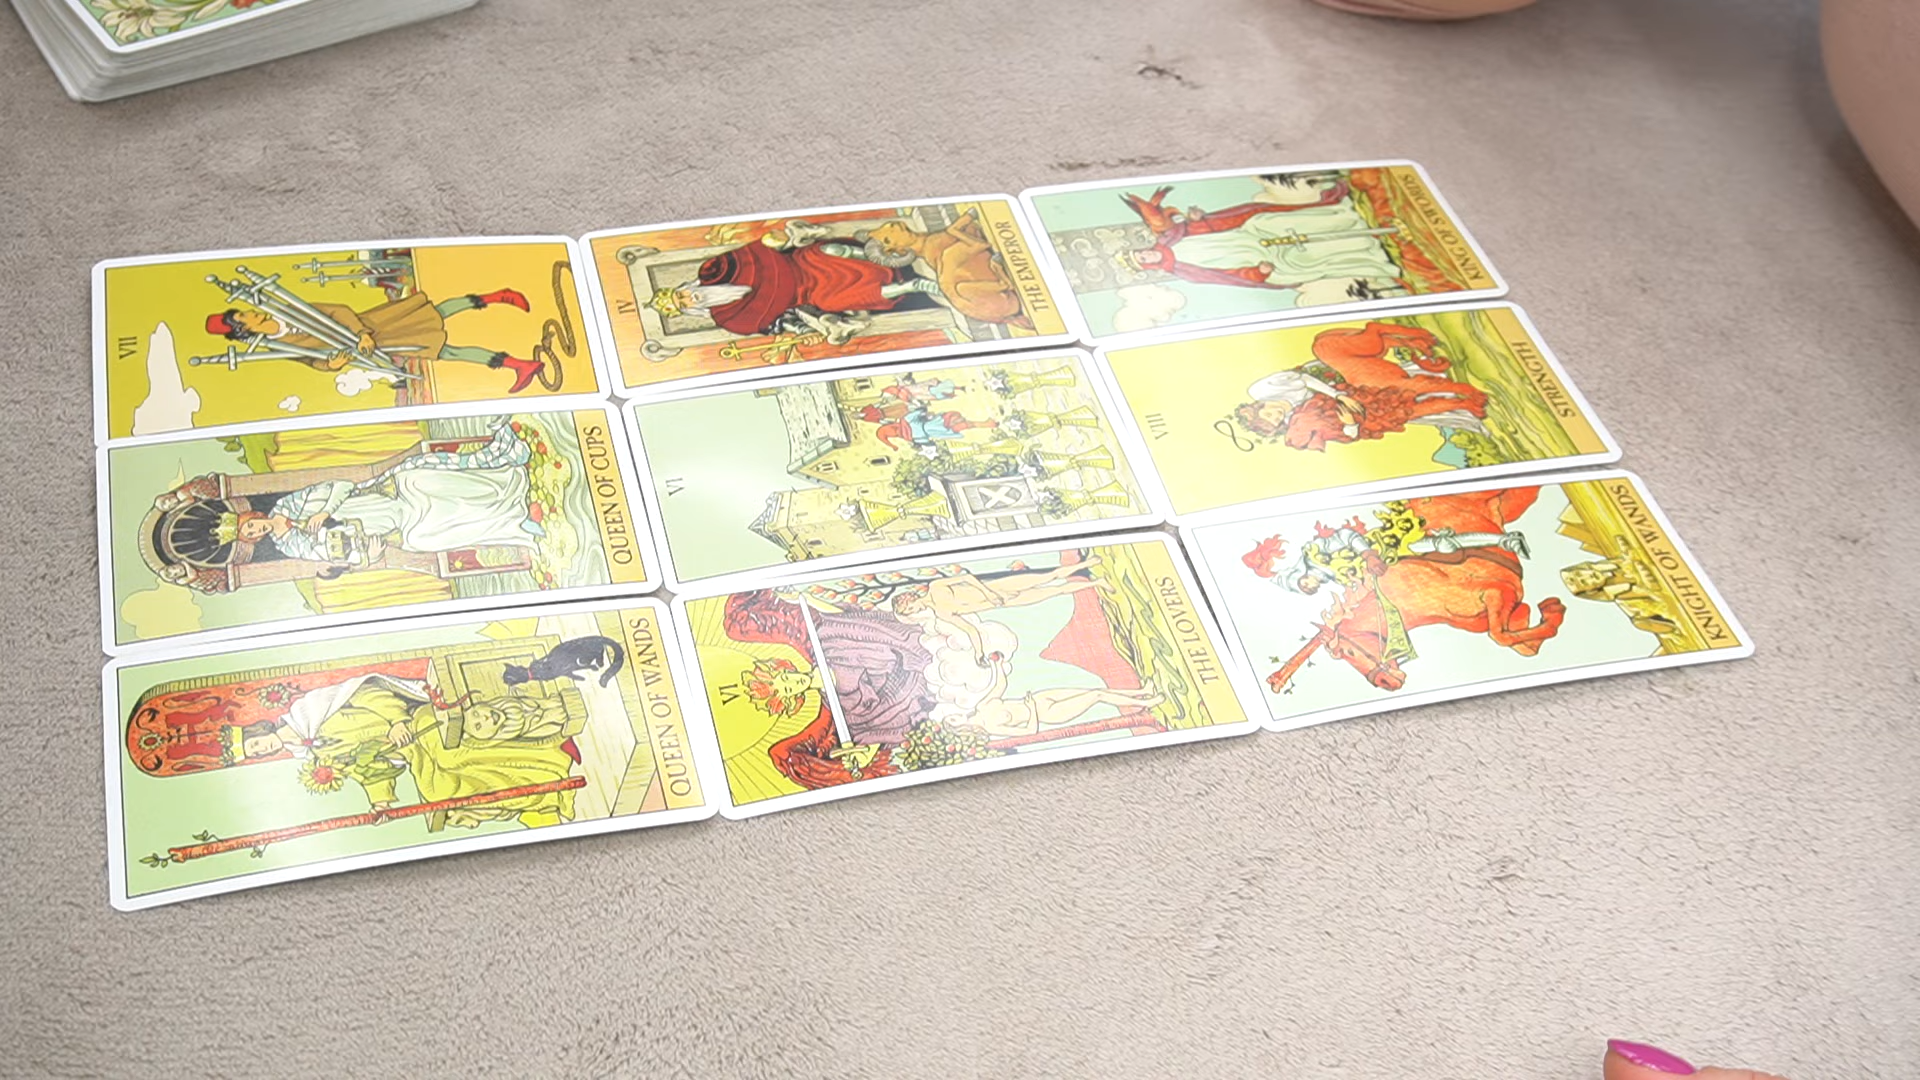 VII
IV
THE EMPEROR
KING OF SWORDS
QUEEN OF CUPS
VI
VIII
STRENGTH
QUEEN OF WANDS
VI
THE LOVERS
KNIGHT OF WANDS